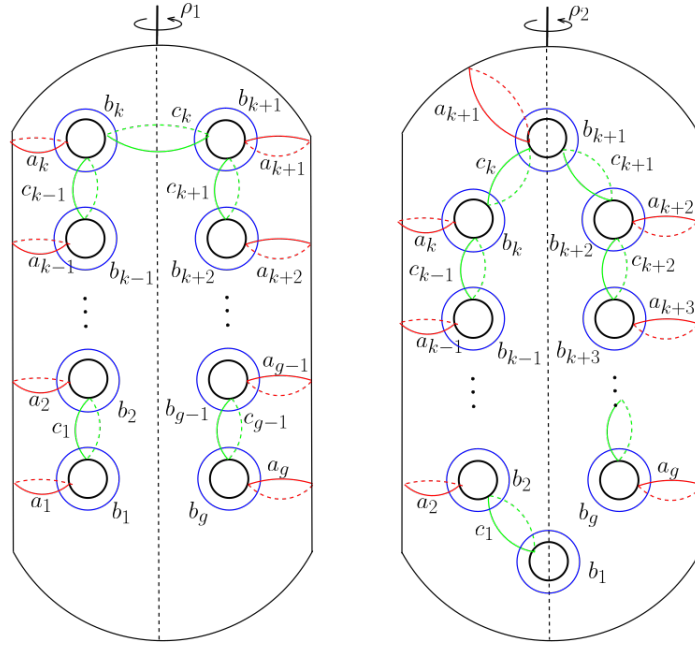 ρ₁
b_k
c_k
b_{k+1}
a_k
a_{k+1}
c_{k-1}
c_{k+1}
a_{k-1}
b_{k-1}
b_{k+2}
a_{k+2}
a_{g-1}
a_2
b_2
b_{g-1}
c_1
c_{g-1}
a_g
a_1
b_1
b_g
ρ₂
a_{k+1}
b_{k+1}
c_k
c_{k+1}
a_{k+2}
a_k
b_k
b_{k+2}
c_{k-1}
c_{k+2}
a_{k+3}
a_{k-1}
b_{k-1}
b_{k+3}
b_2
a_g
a_2
c_1
b_g
b_1